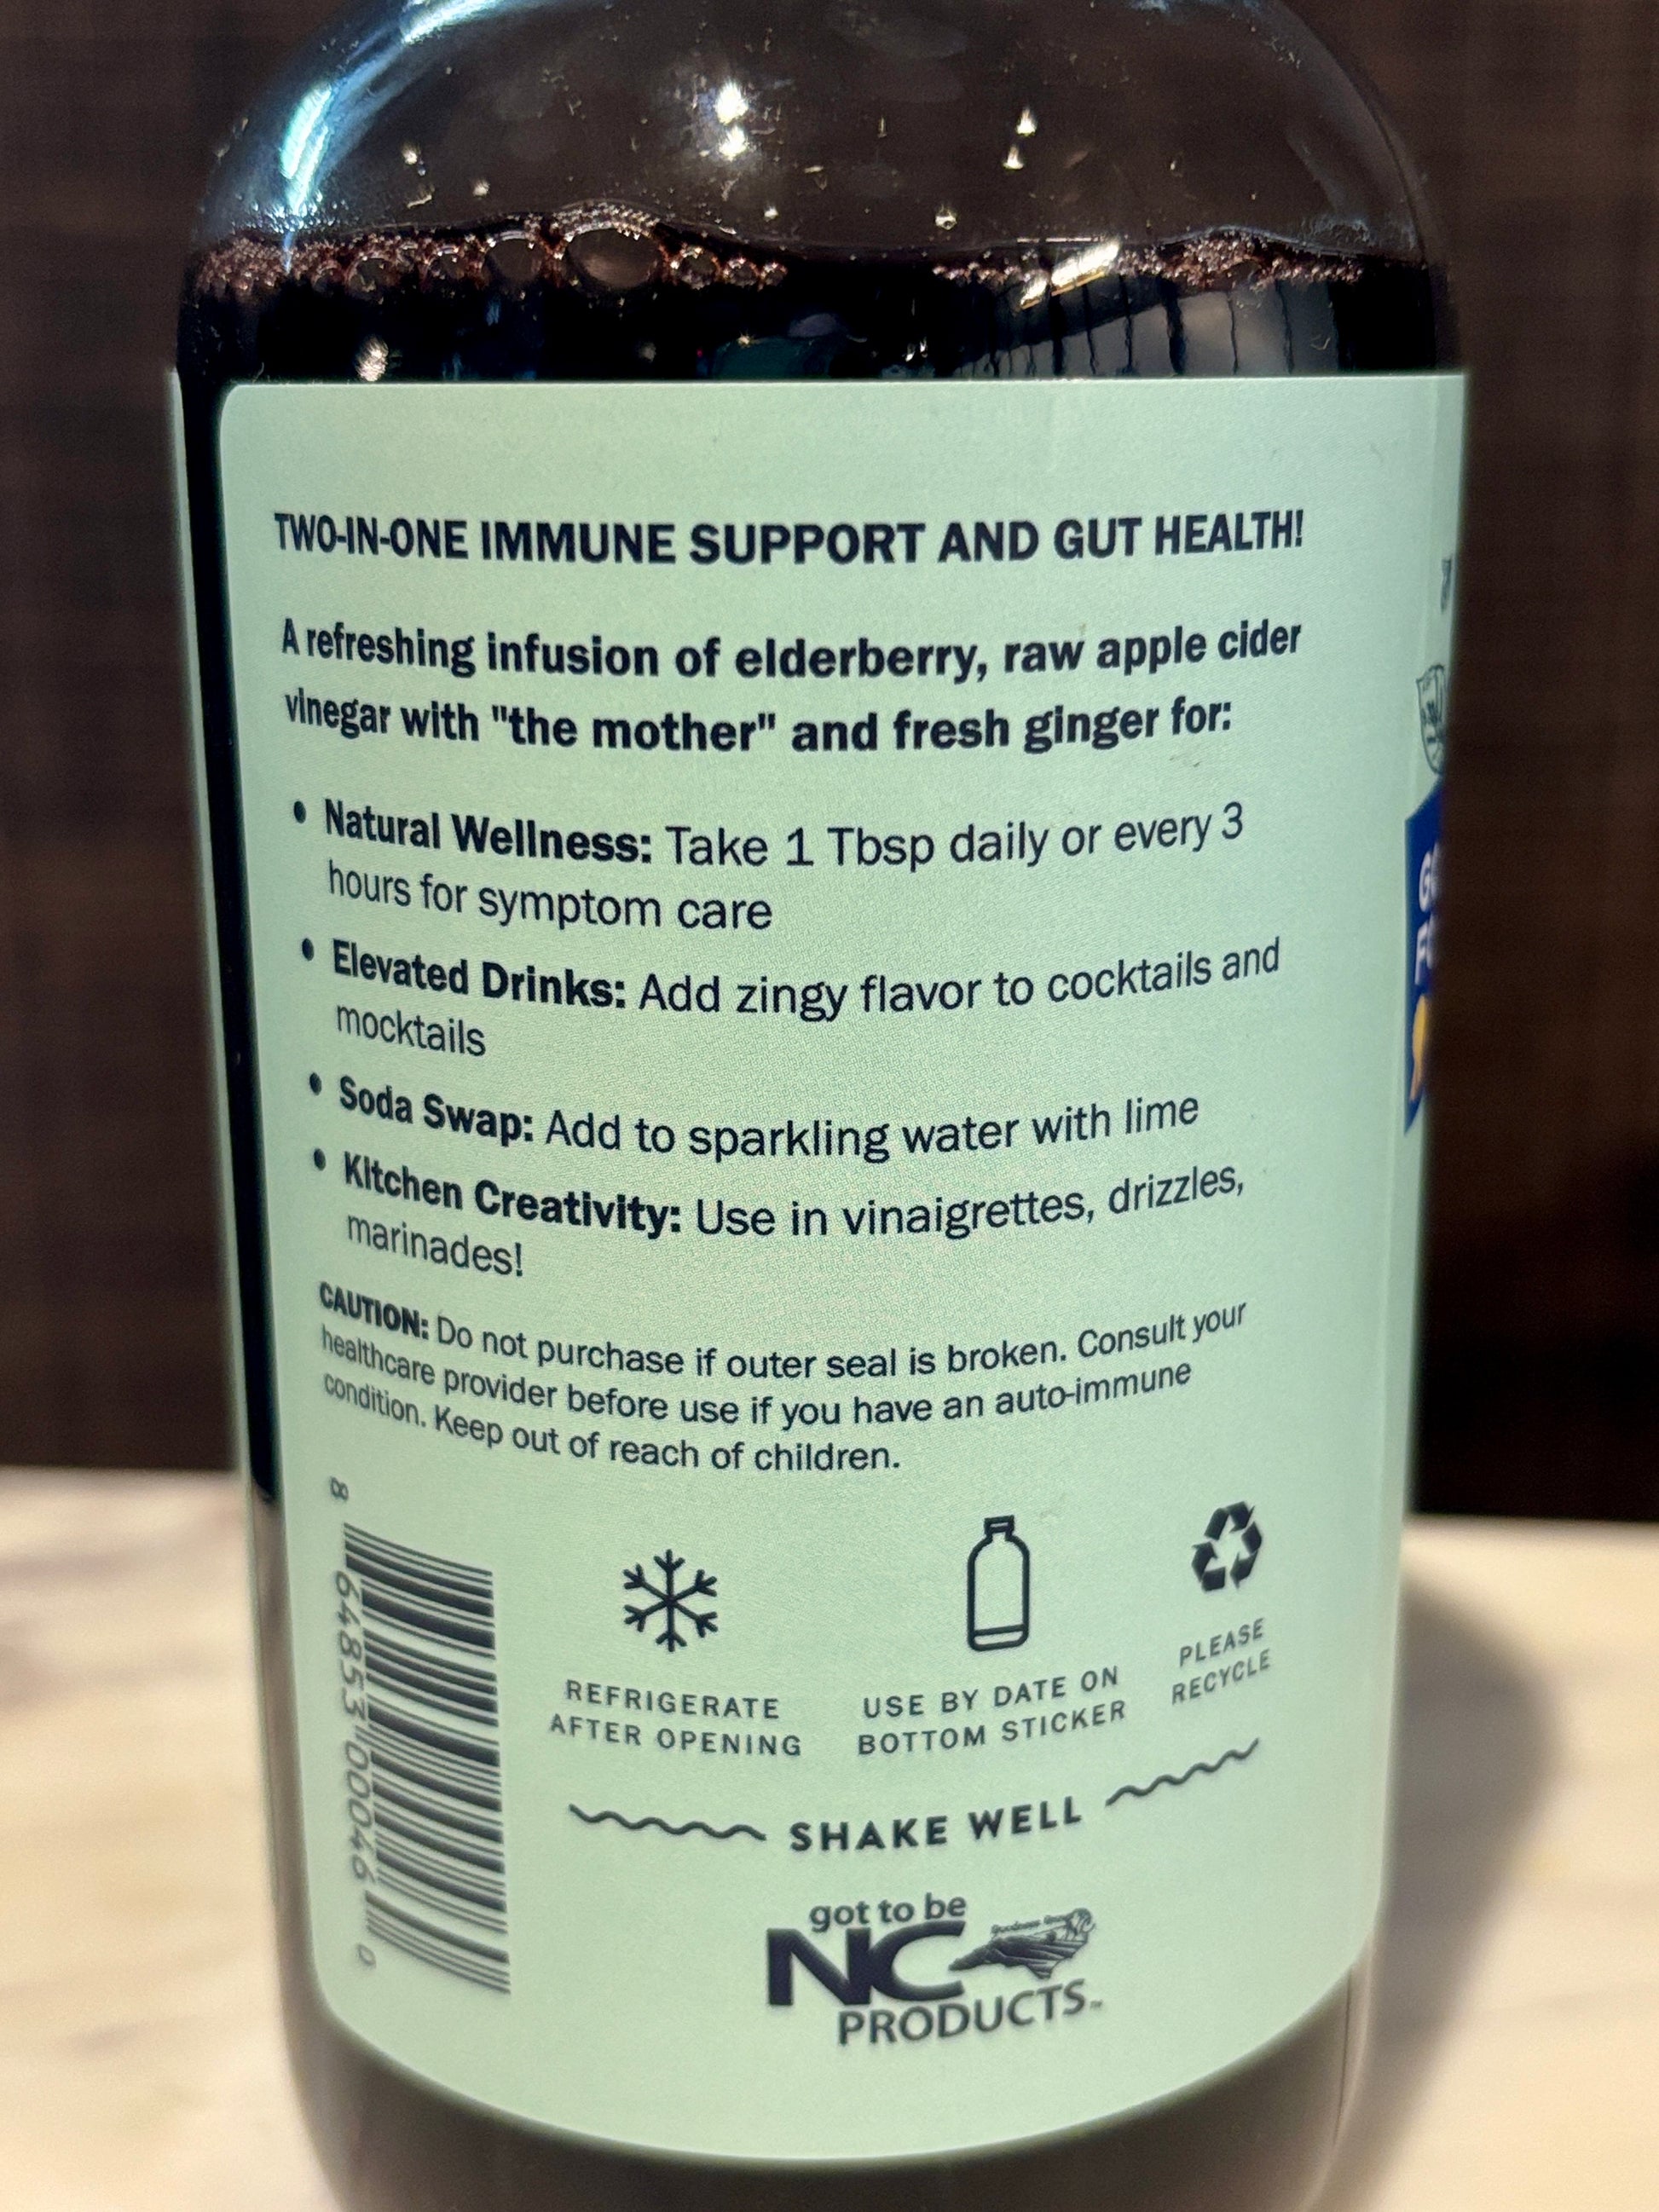 TWO-IN-ONE IMMUNE SUPPORT AND GUT HEALTH!
A refreshing infusion of elderberry, raw apple cider
vinegar with "the mother" and fresh ginger for:
• Natural Wellness: Take 1 Tbsp daily or every 3
hours for symptom care
• Elevated Drinks: Add zingy flavor to cocktails and
mocktails
• Soda Swap: Add to sparkling water with lime
• Kitchen Creativity: Use in vinaigrettes, drizzles,
marinades!
CAUTION: Do not purchase if outer seal is broken. Consult your
healthcare provider before use if you have an auto-immune
condition. Keep out of reach of children.
8 64853 00046 0
REFRIGERATE
AFTER OPENING
USE BY DATE ON
BOTTOM STICKER
PLEASE
RECYCLE
SHAKE WELL
got to be
NC
PRODUCTS